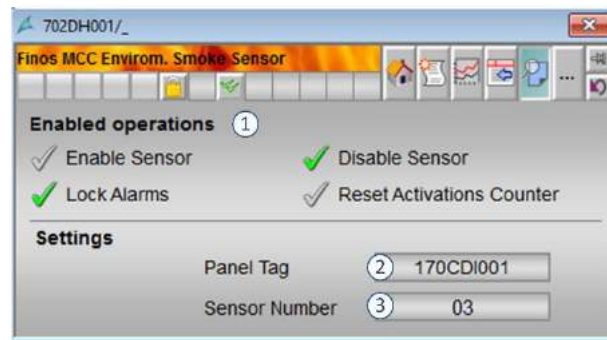 702DH001/_
Finos MCC Environ. Smoke Sensor
...
Enabled operations 1
Enable Sensor Disable Sensor
Lock Alarms Reset Activations Counter
Settings
Panel Tag 2 170CDI001
Sensor Number 3 03